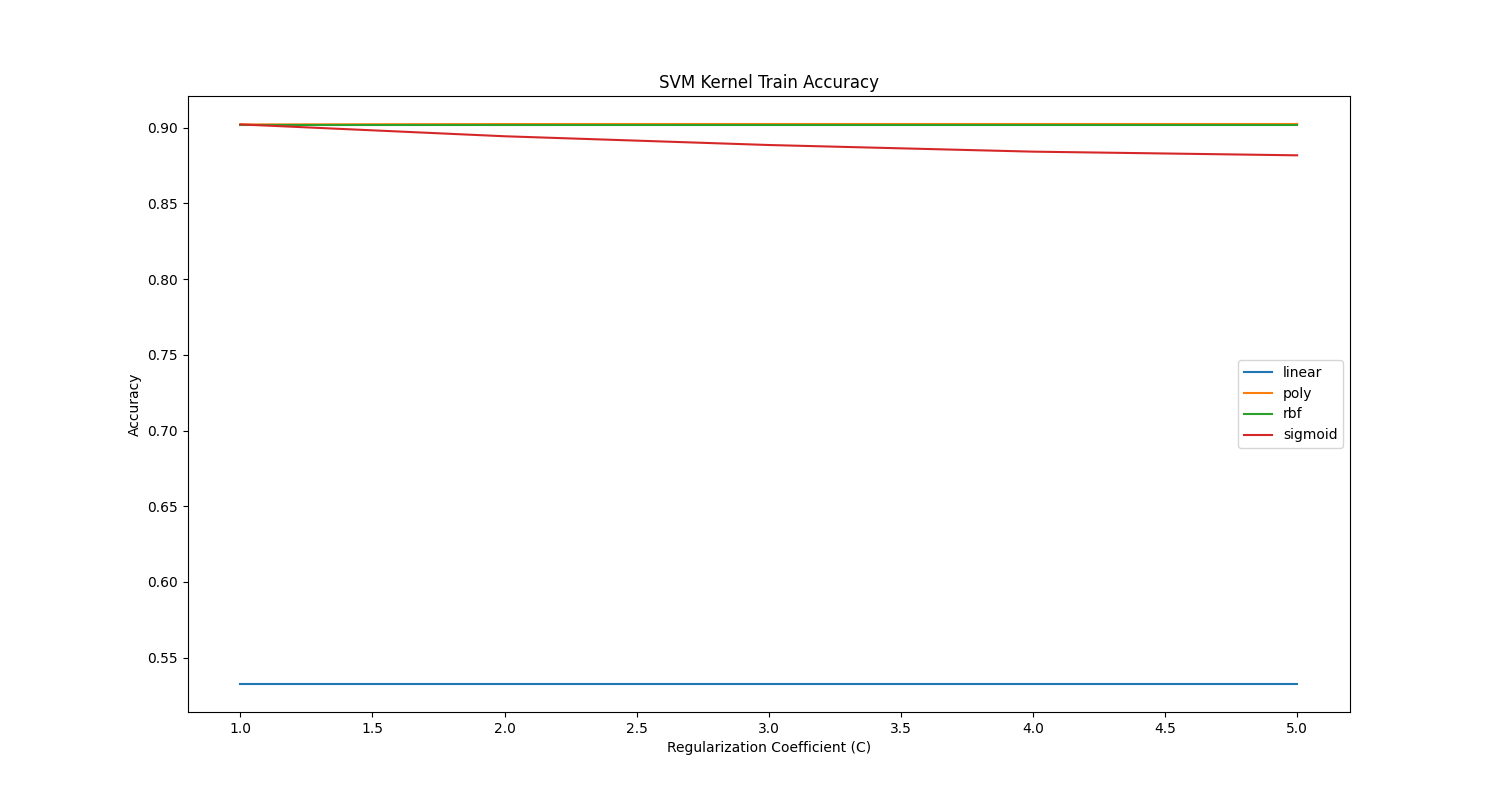 SVM Kernel Train Accuracy
0.90
0.85
0.80
0.75
0.70
0.65
0.60
0.55
Accuracy
linear
poly
rbf
sigmoid
1.0 1.5 2.0 2.5 3.0 3.5 4.0 4.5 5.0
Regularization Coefficient (C)